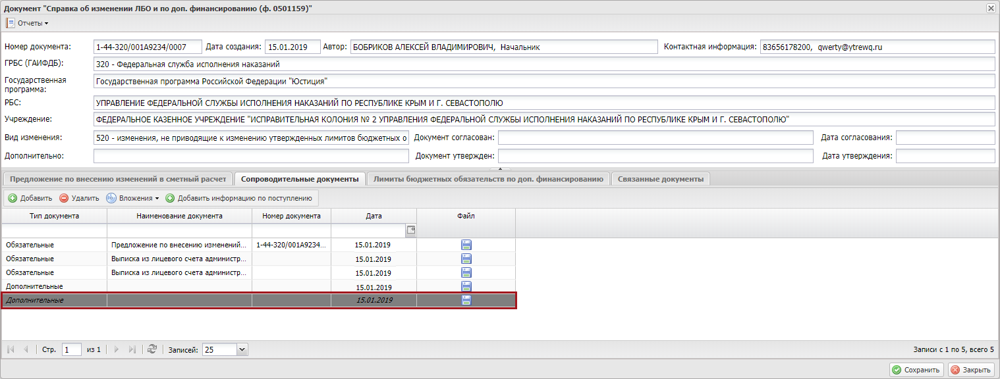 Документ "Справка об изменении ЛБО и по доп. финансированию (ф. 0501159)"
Отчеты
Номер документа: 1-44-320/001A9234/0007 Дата создания: 15.01.2019 Автор: БОБРИКОВ АЛЕКСЕЙ ВЛАДИМИРОВИЧ, Начальник Контактная информация: 83656178200, qwerty@ytrewq.ru
ГРБС (ГАИФДБ): 320 - Федеральная служба исполнения наказаний
Государственная программа: Государственная программа Российской Федерации "Юстиция"
РБС: УПРАВЛЕНИЕ ФЕДЕРАЛЬНОЙ СЛУЖБЫ ИСПОЛНЕНИЯ НАКАЗАНИЙ ПО РЕСПУБЛИКЕ КРЫМ И Г. СЕВАСТОПОЛЮ
Учреждение: ФЕДЕРАЛЬНОЕ КАЗЕННОЕ УЧРЕЖДЕНИЕ "ИСПРАВИТЕЛЬНАЯ КОЛОНИЯ № 2 УПРАВЛЕНИЯ ФЕДЕРАЛЬНОЙ СЛУЖБЫ ИСПОЛНЕНИЯ НАКАЗАНИЙ ПО РЕСПУБЛИКЕ КРЫМ И Г. СЕВАСТОПОЛЮ"
Вид изменения: 520 - изменения, не приводящие к изменению утвержденных лимитов бюджетных о Документ согласован: Дата согласования:
Дополнительно: Документ утвержден: Дата утверждения:
Предложение по внесению изменений в сметный расчет Сопроводительные документы Лимиты бюджетных обязательств по доп. финансированию Связанные документы
Добавить Удалить Вложения Добавить информацию по поступлению
Тип документа Наименование документа Номер документа Дата Файл
Обязательные Предложение по внесению изменений... 1-44-320/001A9234... 15.01.2019
Обязательные Выписка из лицевого счета администр... 15.01.2019
Обязательные Выписка из лицевого счета администр... 15.01.2019
Дополнительные 15.01.2019
Дополнительные 15.01.2019
Стр. 1 из 1 Записей: 25 Записи с 1 по 5, всего 5
Сохранить Закрыть